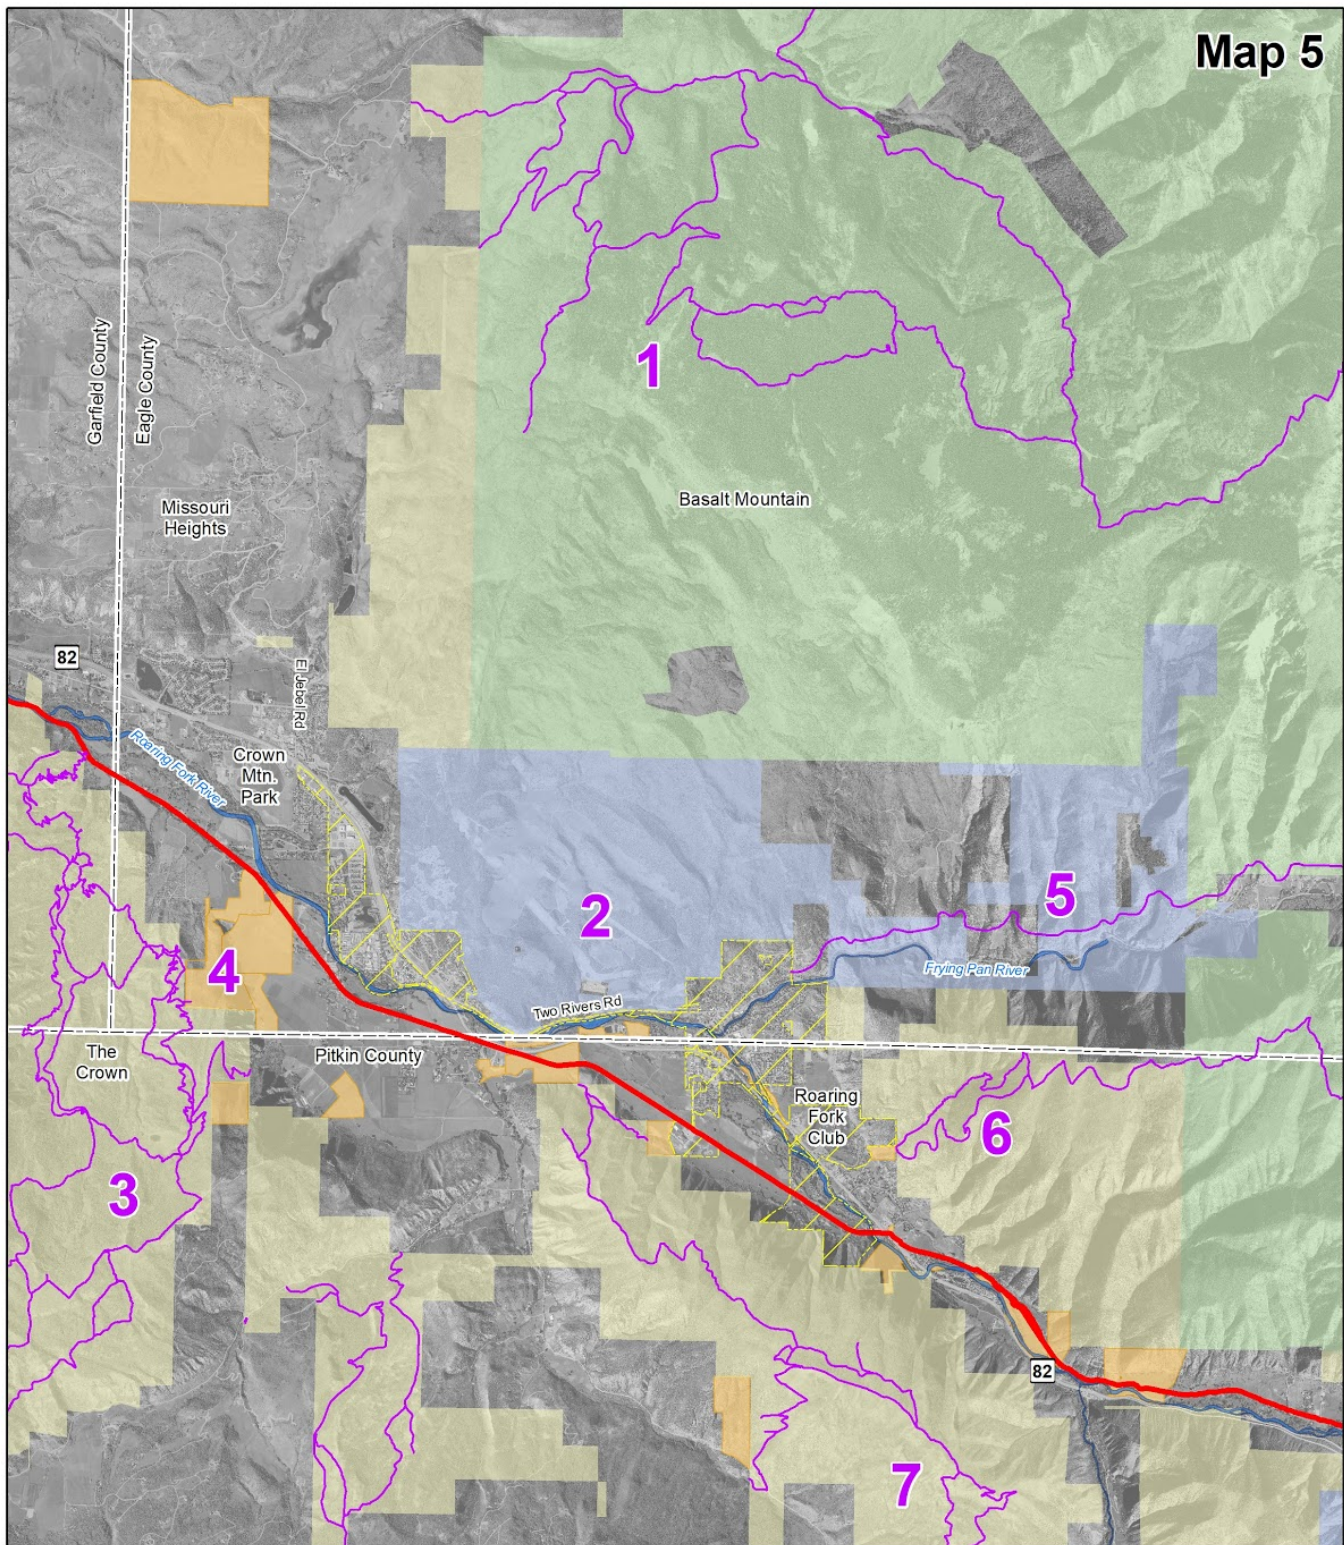 Map 5
Garfield County
Eagle County
1
Missouri
Heights
Basalt Mountain
82
El Jebel Rd
Roaring Fork River
Crown
Mtn.
Park
2
5
4
Frying Pan River
Two Rivers Rd
The
Crown
Pitkin County
Roaring
Fork
Club
6
3
82
7